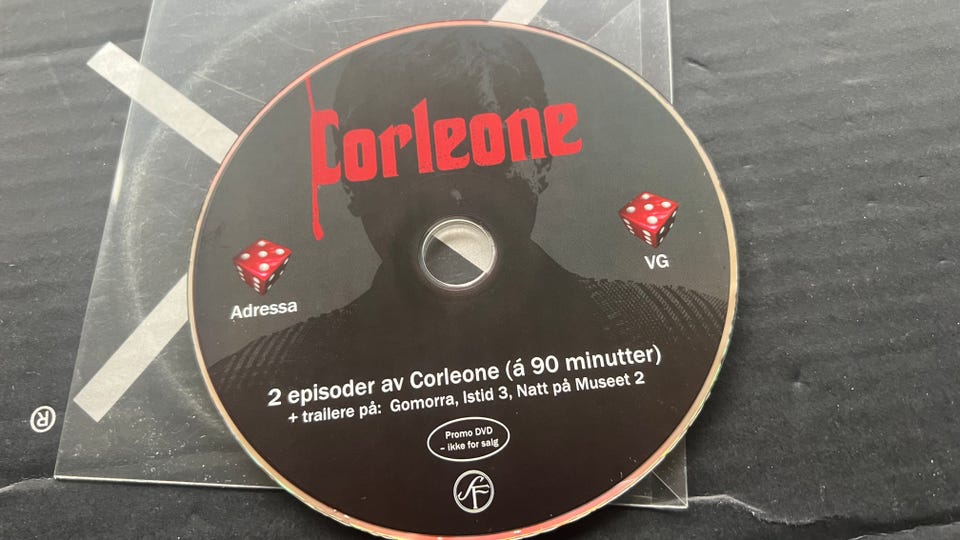 Corleone
Adressa
VG
2 episoder av Corleone (á 90 minutter)
+ trailere på: Gomorra, Istid 3, Natt på Museet 2
Promo DVD
– ikke for salg
SF
®